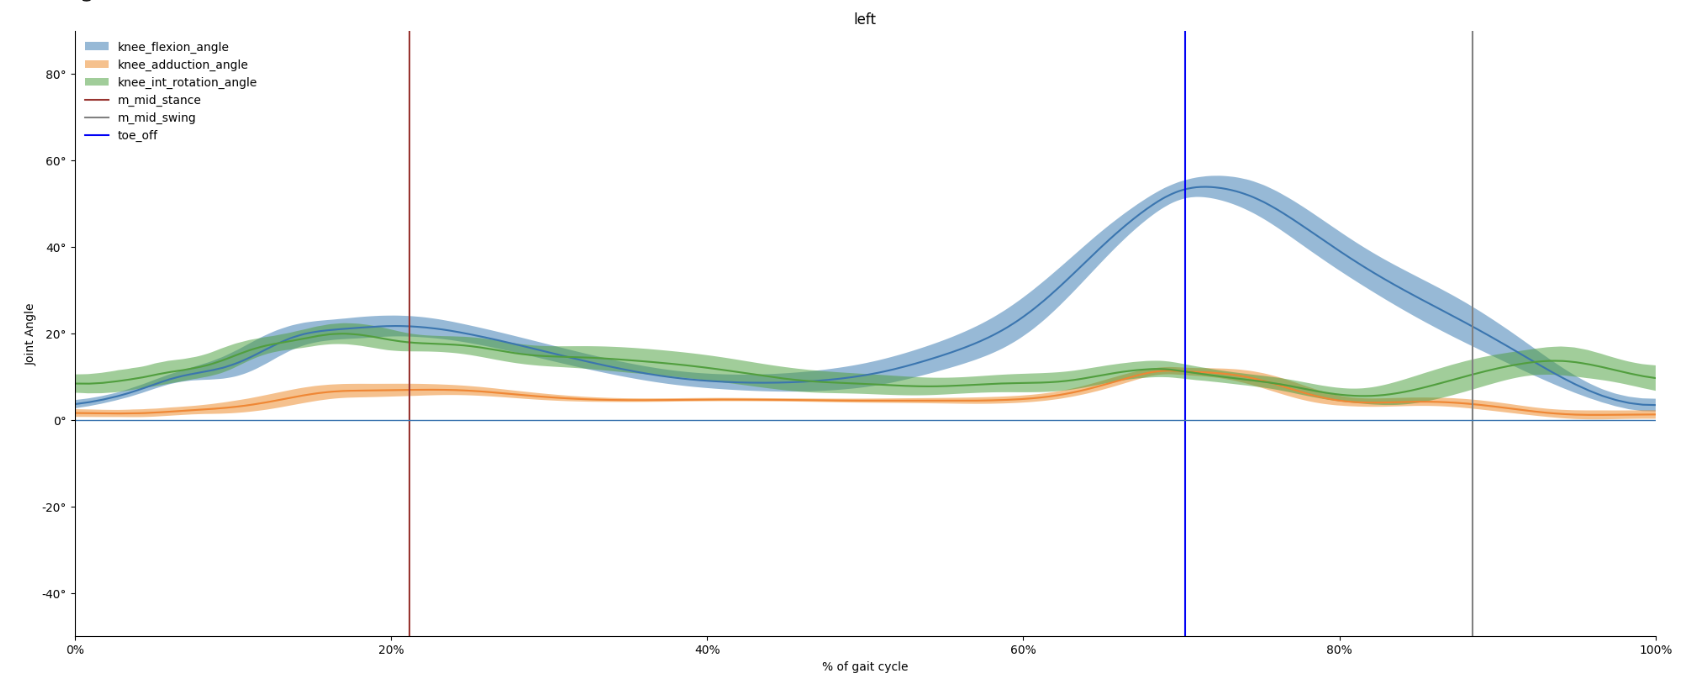 left
knee_flexion_angle
knee_adduction_angle
knee_int_rotation_angle
m_mid_stance
m_mid_swing
toe_off
80°
60°
40°
20°
0°
-20°
-40°
Joint Angle
0%
20%
40%
60%
80%
100%
% of gait cycle